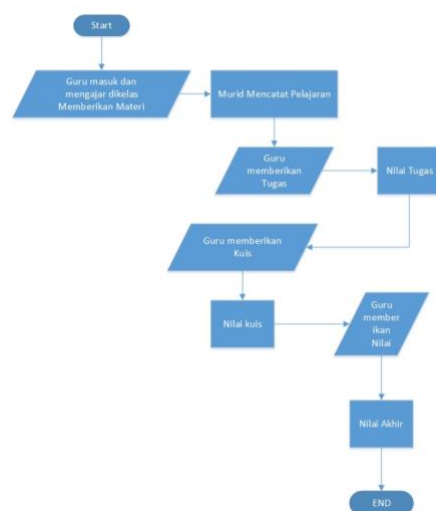 Start
Guru masuk dan
mengajar dikelas
Memberikan Materi
Murid Mencatat Pelajaran
Guru
memberikan
Tugas
Nilai Tugas
Guru memberikan
Kuis
Nilai kuis
Guru
member
ikan
Nilai
Nilai Akhir
END